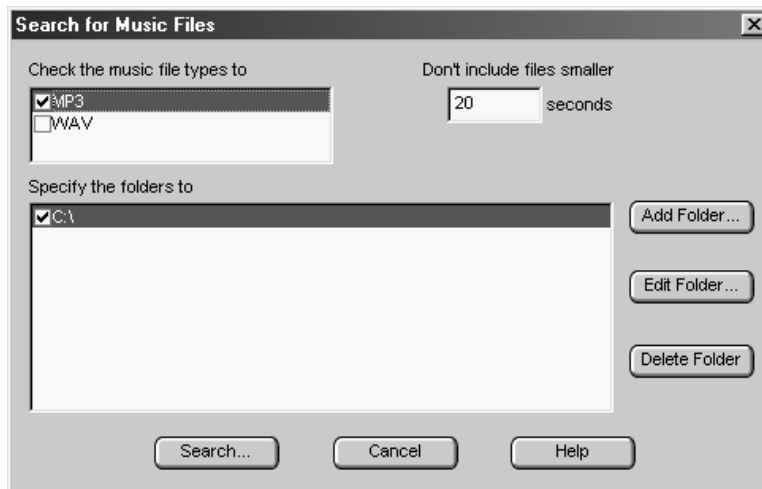 Search for Music Files
Check the music file types to
Don't include files smaller
MP3
20 seconds
WAV
Specify the folders to
C:\
Add Folder...
Edit Folder...
Delete Folder
Search... Cancel Help